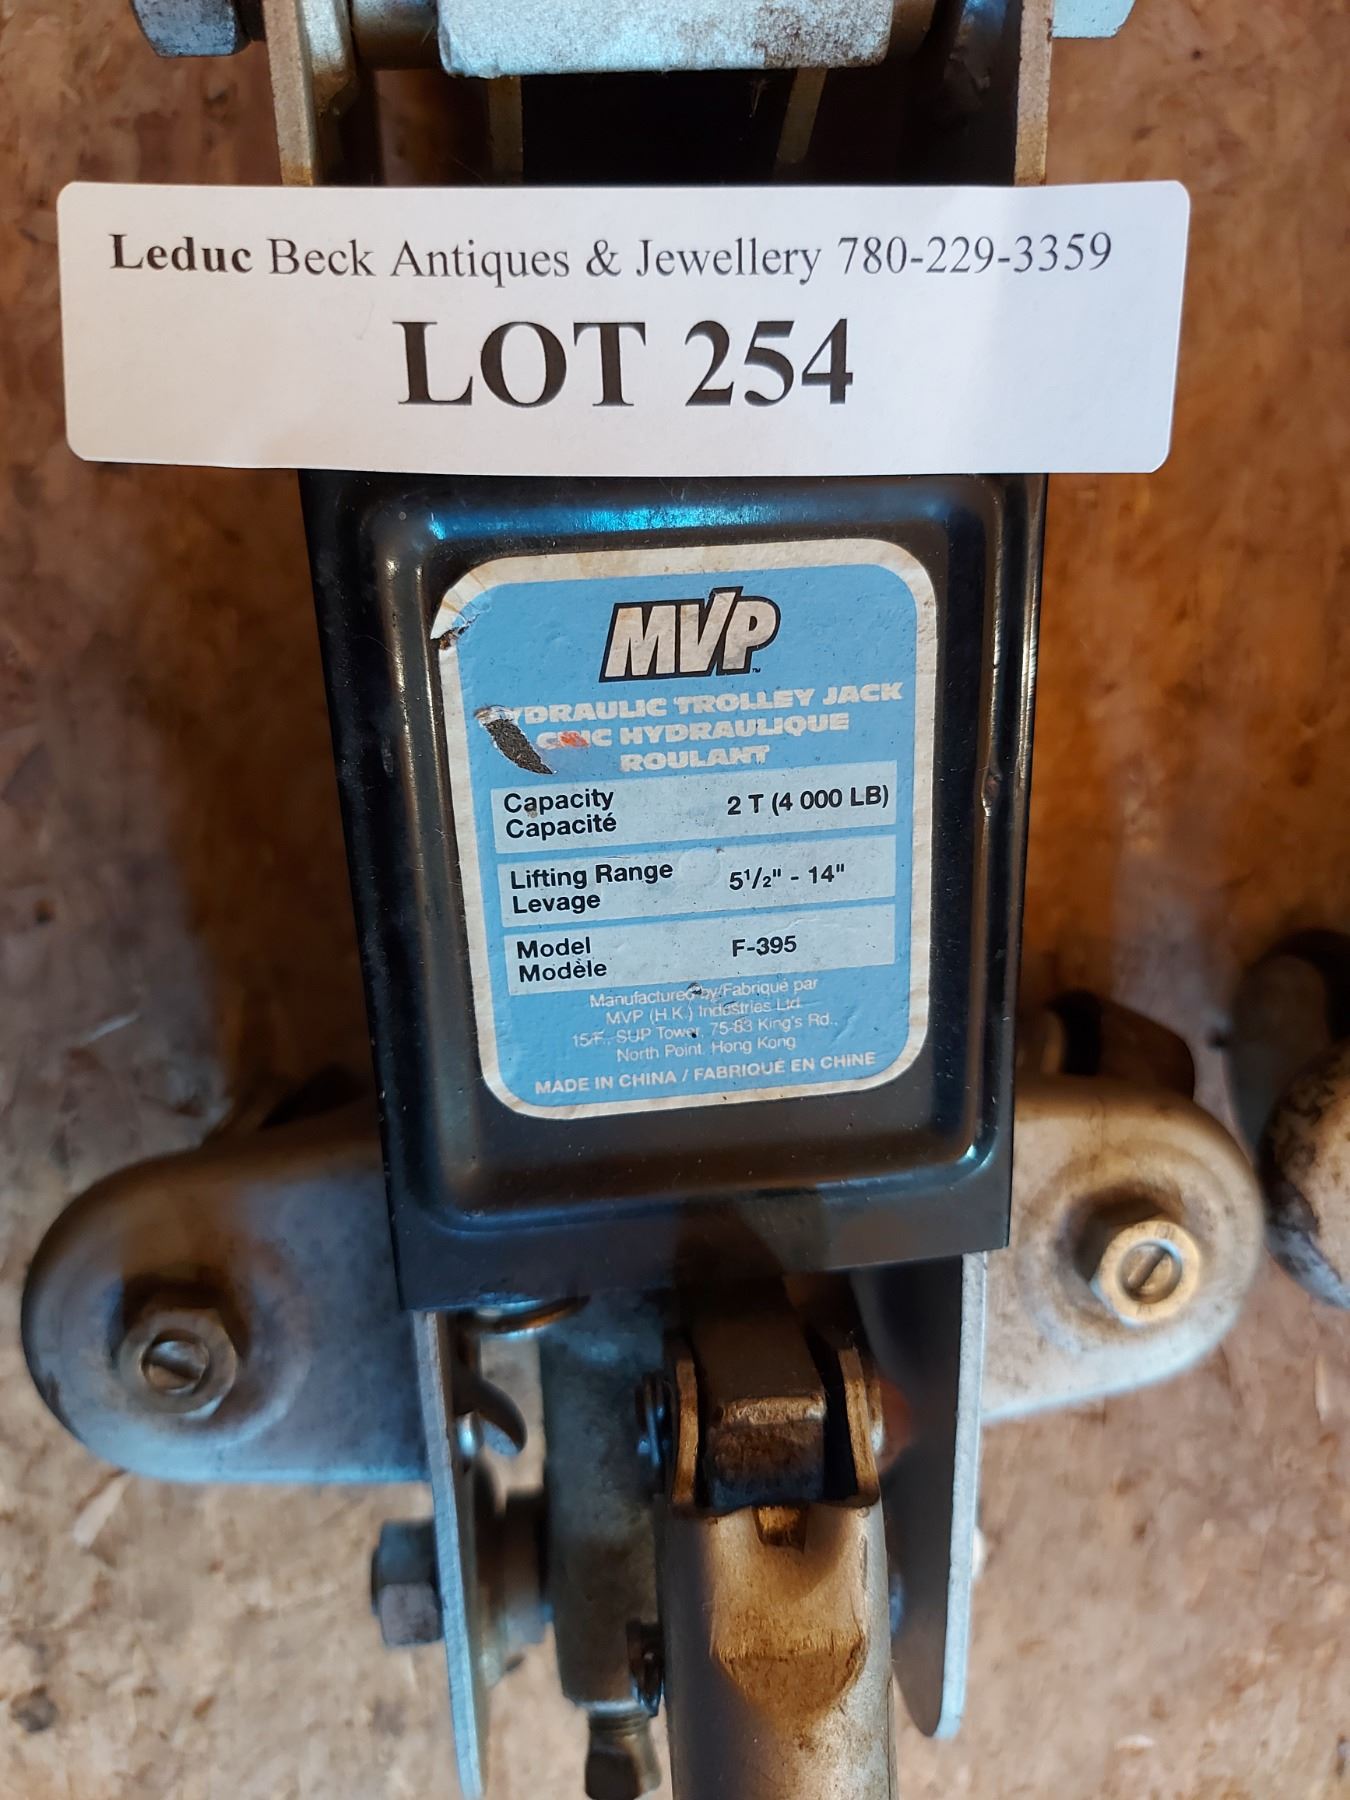 Leduc Beck Antiques & Jewellery 780-229-3359
LOT 254
MVP™
YDRAULIC TROLLEY JACK
CRIC HYDRAULIQUE
ROULANT
Capacity 2 T (4 000 LB)
Capacité
Lifting Range 5 1/2" - 14"
Levage
Model F-395
Modèle
Manufactured by/Fabriqué par
MVP (H.K.) Industries Ltd.
15/F., SUP Tower, 75-83 King's Rd.,
North Point, Hong Kong
MADE IN CHINA / FABRIQUÉ EN CHINE